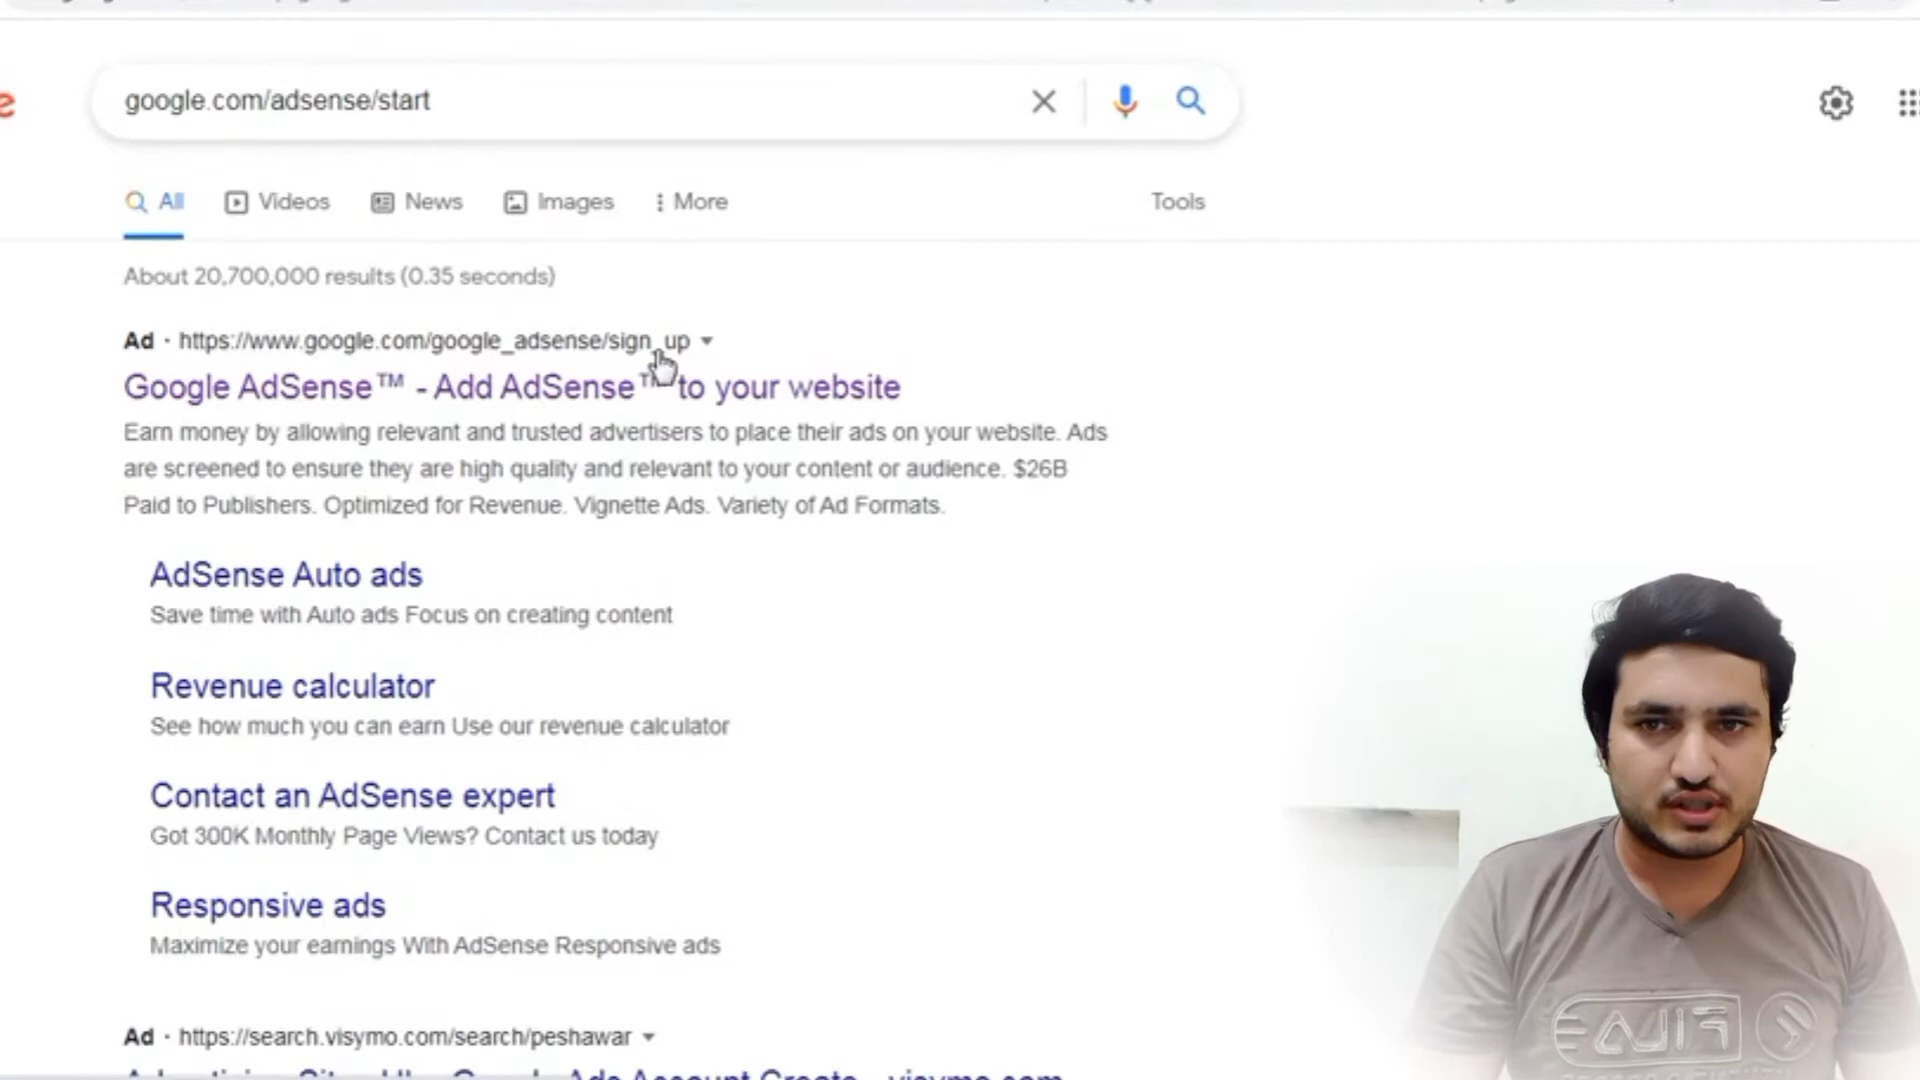 e
google.com/adsense/start
All
Videos
News
Images
More
Tools
About 20,700,000 results (0.35 seconds)
Ad · https://www.google.com/google_adsense/sign_up
Google AdSense™ - Add AdSense™ to your website
Earn money by allowing relevant and trusted advertisers to place their ads on your website. Ads
are screened to ensure they are high quality and relevant to your content or audience. $26B
Paid to Publishers. Optimized for Revenue. Vignette Ads. Variety of Ad Formats.
AdSense Auto ads
Save time with Auto ads Focus on creating content
Revenue calculator
See how much you can earn Use our revenue calculator
Contact an AdSense expert
Got 300K Monthly Page Views? Contact us today
Responsive ads
Maximize your earnings With AdSense Responsive ads
Ad · https://search.visymo.com/search/peshawar
Ads Account Create - visymo.com